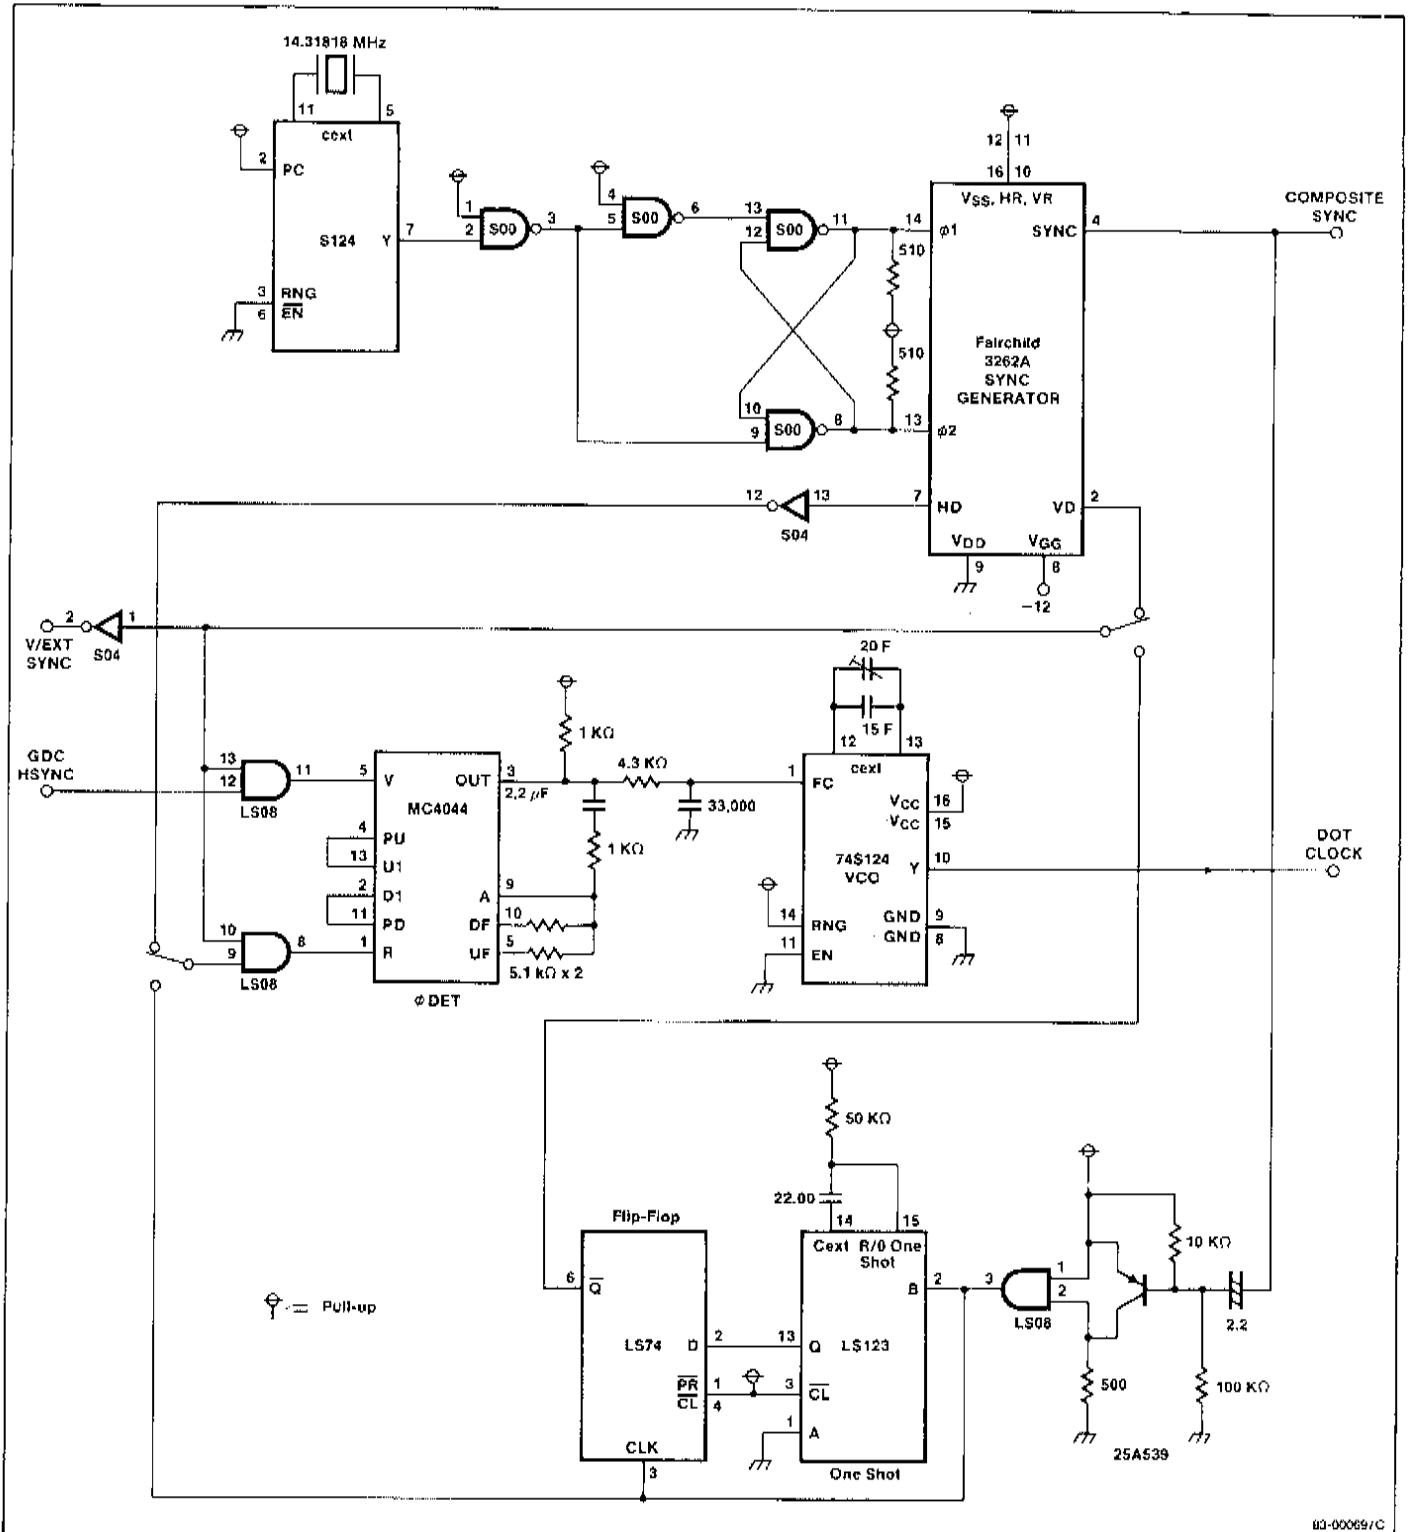 14.31818 MHz
11
5
cext
2
PC
S124
Y
7
3
RNG
6
EN
1
2
S00
3
4
5
S00
6
13
12
S00
11
10
9
S00
8
510
510
12 11
16 10
VSS, HR, VR
14
φ1
SYNC
4
COMPOSITE
SYNC
Fairchild
3262A
SYNC
GENERATOR
13
φ2
12
13
S04
7
HD
VD
2
VDD
VGG
9
8
−12
2
1
V/EXT
SYNC
S04
GDC
HSYNC
13
12
11
LS08
10
9
8
LS08
5
V
OUT
3
MC4044
4
PU
13
U1
2
D1
11
PD
1
R
A
9
DF
10
UF
5
φ DET
1 KΩ
2,2 μF
4.3 KΩ
33,000
1 KΩ
5.1 kΩ x 2
20 F
15 F
12
13
cext
1
FC
VCC
16
VCC
15
74S124
VCO
Y
10
DOT
CLOCK
14
RNG
11
EN
GND
9
GND
8
50 KΩ
22.00
14
15
Flip-Flop
6
Q
LS74
D
2
PR
1
CL
4
CLK
3
Cext R/0 One
Shot
B
2
13
Q
LS123
3
CL
1
A
One Shot
3
1
2
LS08
10 KΩ
2.2
500
100 KΩ
25A539
= Pull-up
83-000697C